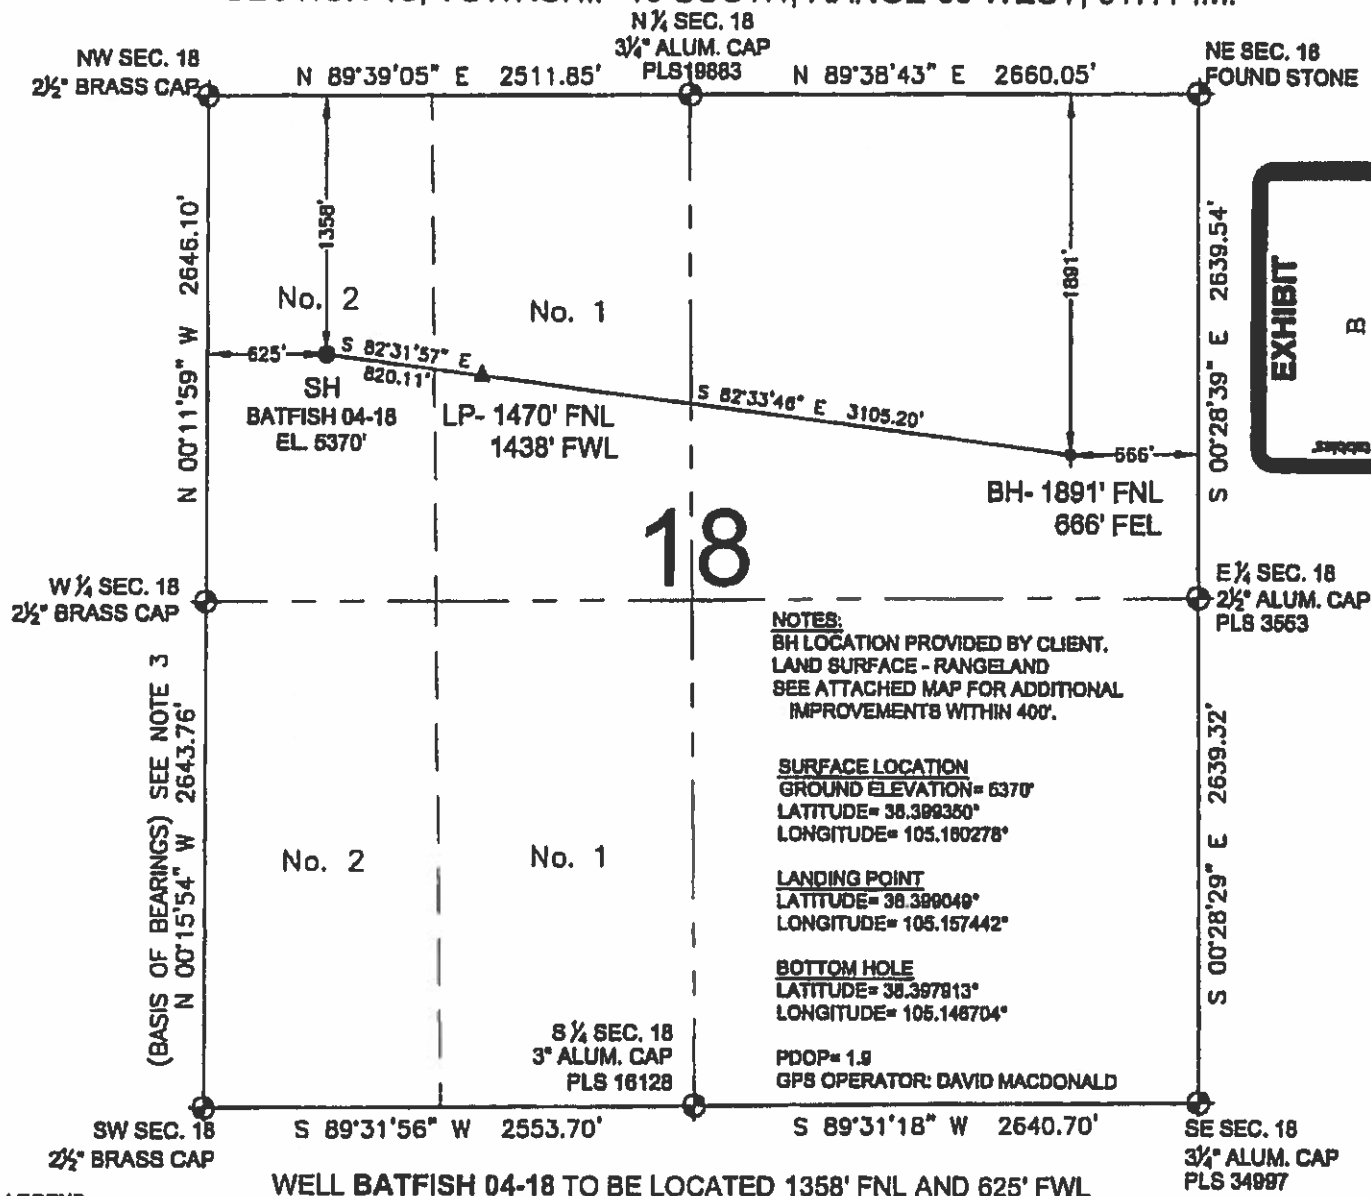 N ¼ SEC. 18
3¼" ALUM. CAP
PLS19883
NW SEC. 18
2½" BRASS CAP
N 89°39'05" E 2511.85'
N 89°38'43" E 2660.05'
NE SEC. 18
FOUND STONE
N 00°11'59" W 2646.10'
1358'
1891'
S 00°28'39" E 2639.54'
EXHIBIT
B
No. 2
No. 1
625'
S 82°31'57" E
820.11'
SH
BATFISH 04-18
EL. 5370'
LP- 1470' FNL
1438' FWL
S 82°33'46" E 3105.20'
666'
BH- 1891' FNL
666' FEL
18
W ¼ SEC. 18
2½" BRASS CAP
E ¼ SEC. 18
2½" ALUM. CAP
PLS 3553
NOTES:
BH LOCATION PROVIDED BY CLIENT.
LAND SURFACE - RANGELAND
SEE ATTACHED MAP FOR ADDITIONAL
IMPROVEMENTS WITHIN 400'.
(BASIS OF BEARINGS) SEE NOTE 3
N 00°15'54" W 2643.76'
S 00°28'29" E 2639.32'
SURFACE LOCATION
GROUND ELEVATION= 5370'
LATITUDE= 38.399350°
LONGITUDE= 105.160278°
No. 2
No. 1
LANDING POINT
LATITUDE= 38.399049°
LONGITUDE= 105.157442°
BOTTOM HOLE
LATITUDE= 38.397913°
LONGITUDE= 105.146704°
S ¼ SEC. 18
3" ALUM. CAP
PLS 16128
PDOP= 1.9
GPS OPERATOR: DAVID MACDONALD
SW SEC. 18
2½" BRASS CAP
S 89°31'56" W 2553.70'
S 89°31'18" W 2640.70'
SE SEC. 18
3¼" ALUM. CAP
PLS 34997
WELL BATFISH 04-18 TO BE LOCATED 1358' FNL AND 625' FWL